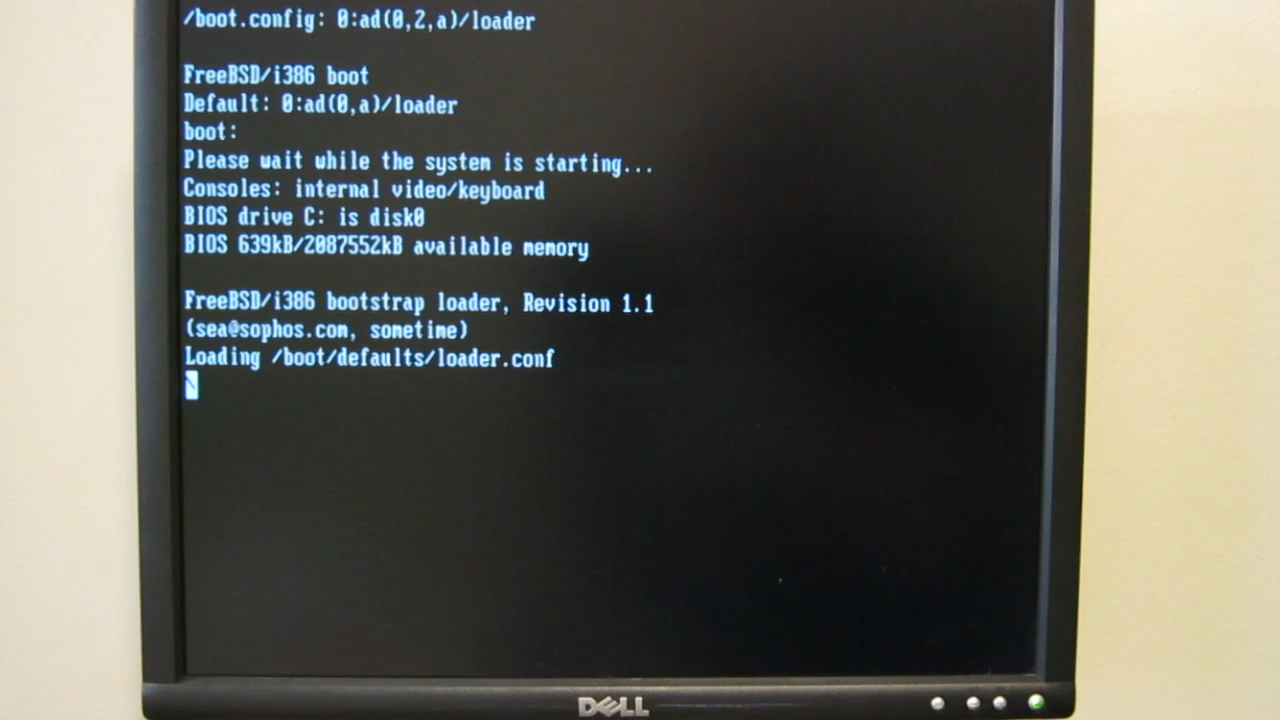 /boot.config: 0:ad(0,2,a)/loader
FreeBSD/i386 boot
Default: 0:ad(0,a)/loader
boot:
Please wait while the system is starting...
Consoles: internal video/keyboard
BIOS drive C: is disk0
BIOS 639kB/2087552kB available memory
FreeBSD/i386 bootstrap loader, Revision 1.1
(sea@sophos.com, sometime)
Loading /boot/defaults/loader.conf
\
DELL